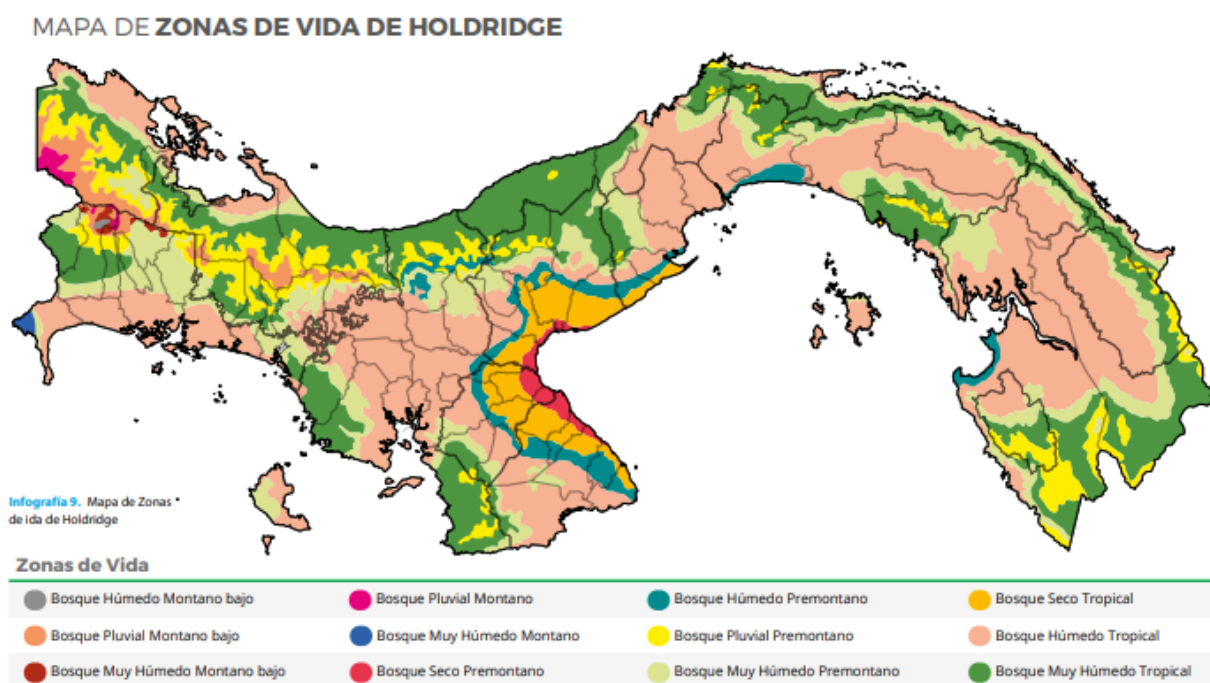 MAPA DE ZONAS DE VIDA DE HOLDRIDGE
Infografía 9. Mapa de Zonas
de ida de Holdridge
Zonas de Vida
Bosque Húmedo Montano bajo
Bosque Pluvial Montano
Bosque Húmedo Premontano
Bosque Seco Tropical
Bosque Pluvial Montano bajo
Bosque Muy Húmedo Montano
Bosque Pluvial Premontano
Bosque Húmedo Tropical
Bosque Muy Húmedo Montano bajo
Bosque Seco Premontano
Bosque Muy Húmedo Premontano
Bosque Muy Húmedo Tropical